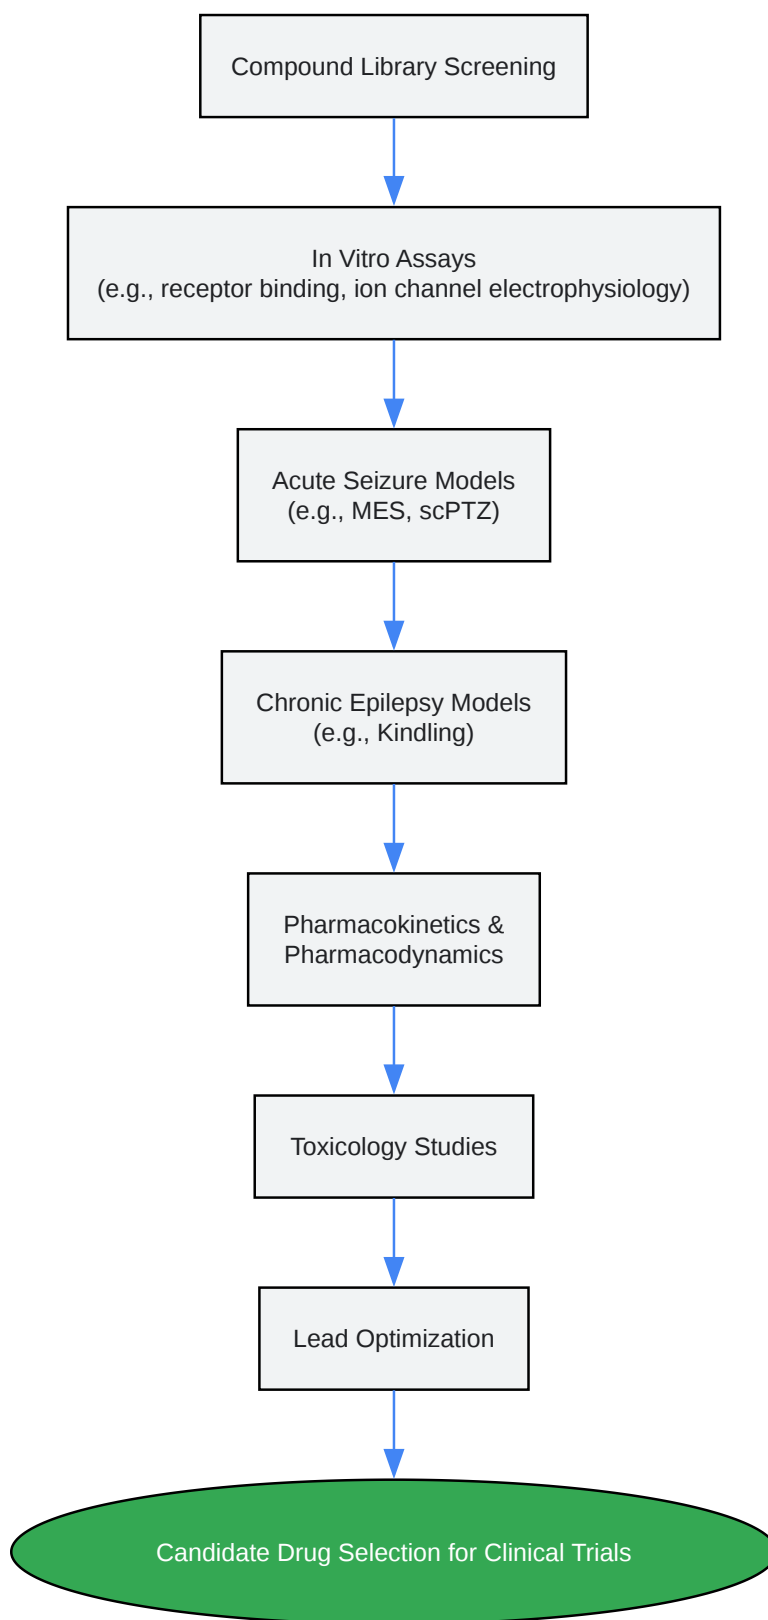 Compound Library Screening
In Vitro Assays
(e.g., receptor binding, ion channel electrophysiology)
Acute Seizure Models
(e.g., MES, scPTZ)
Chronic Epilepsy Models
(e.g., Kindling)
Pharmacokinetics &
Pharmacodynamics
Toxicology Studies
Lead Optimization
Candidate Drug Selection for Clinical Trials